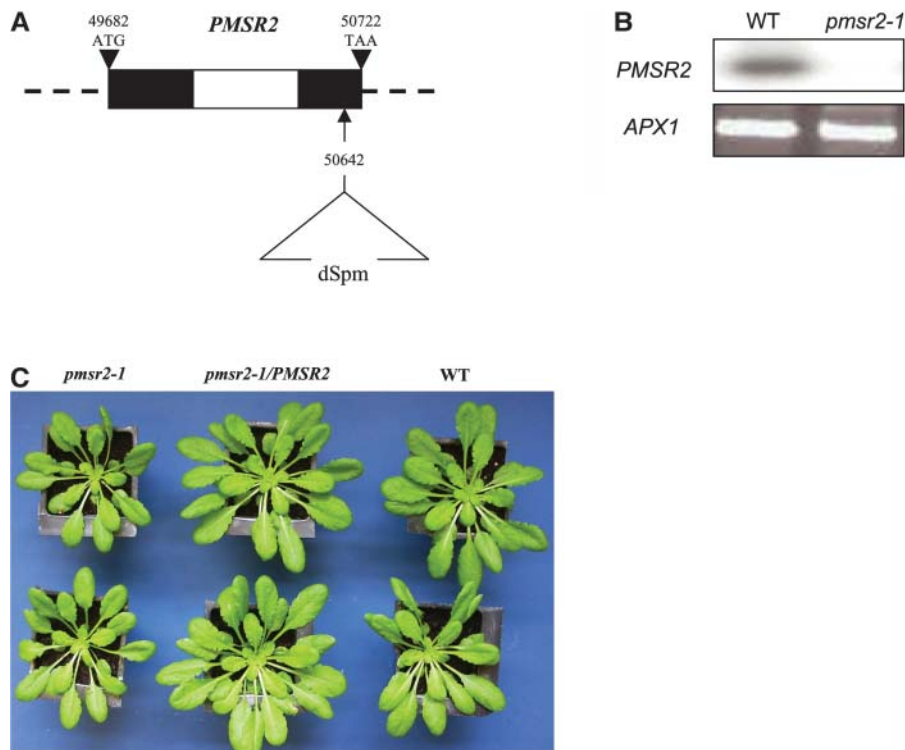 A
49682
ATG
PMSR2
50722
TAA
50642
dSpm
B
WT pmsr2-1
PMSR2
APX1
C
pmsr2-1 pmsr2-1/PMSR2 WT